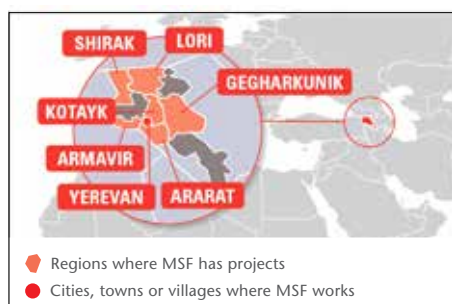 SHIRAK
LORI
GEGHARKUNIK
KOTAYK
ARMAVIR
YEREVAN
ARARAT
Regions where MSF has projects
Cities, towns or villages where MSF works